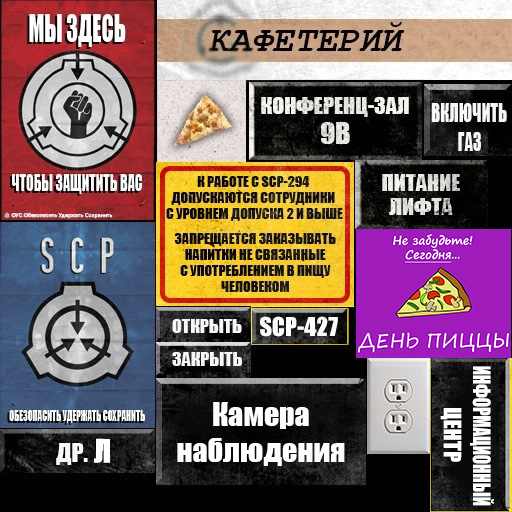 МЫ ЗДЕСЬ
ЧТОБЫ ЗАЩИТИТЬ ВАС
© ОУС Обезопасить Удержать Сохранить
КАФЕТЕРИЙ
КОНФЕРЕНЦ-ЗАЛ
9В
ВКЛЮЧИТЬ
ГАЗ
К РАБОТЕ С SCP-294
ДОПУСКАЮТСЯ СОТРУДНИКИ
С УРОВНЕМ ДОПУСКА 2 И ВЫШЕ
ЗАПРЕЩАЕТСЯ ЗАКАЗЫВАТЬ
НАПИТКИ НЕ СВЯЗАННЫЕ
С УПОТРЕБЛЕНИЕМ В ПИЩУ
ЧЕЛОВЕКОМ
ПИТАНИЕ
ЛИФТА
SCP
ОБЕЗОПАСИТЬ УДЕРЖАТЬ СОХРАНИТЬ
Не забудьте!
Сегодня...
ДЕНЬ ПИЦЦЫ
ОТКРЫТЬ
SCP-427
ЗАКРЫТЬ
Камера
наблюдения
ДР. Л
ИНФОРМАЦИОННЫЙ
ЦЕНТР